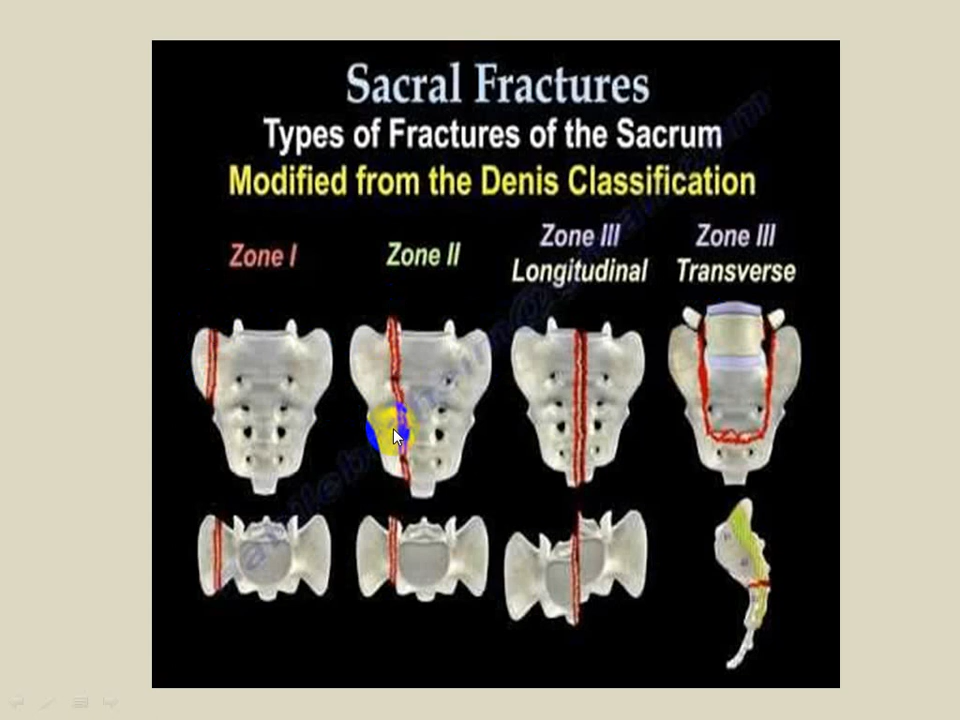 Sacral Fractures
Types of Fractures of the Sacrum
Modified from the Denis Classification
Zone I
Zone II
Zone III
Longitudinal
Zone III
Transverse